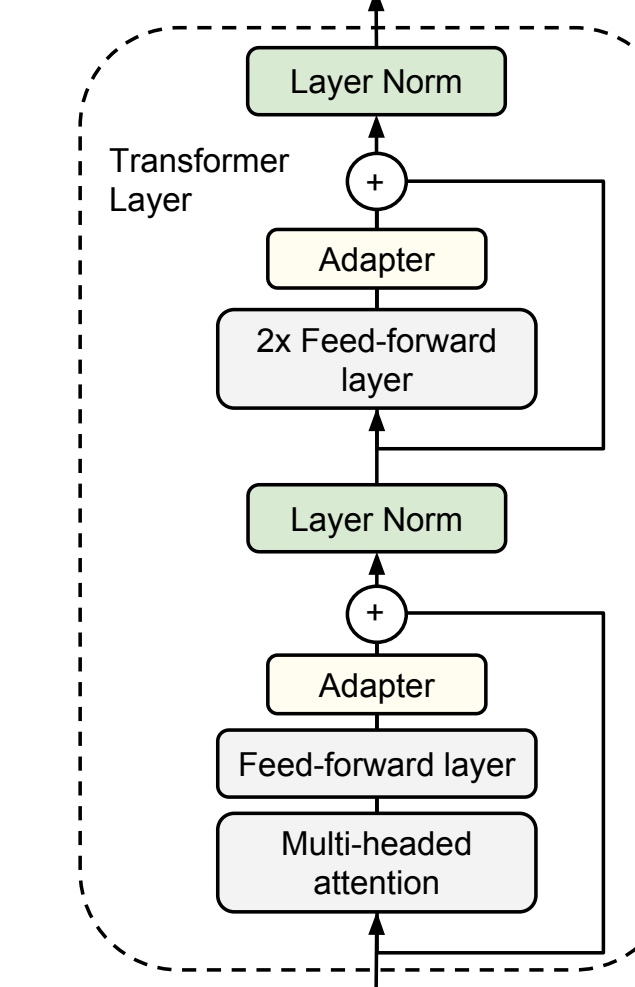 Layer Norm
Transformer
Layer
+
Adapter
2x Feed-forward
layer
Layer Norm
+
Adapter
Feed-forward layer
Multi-headed
attention